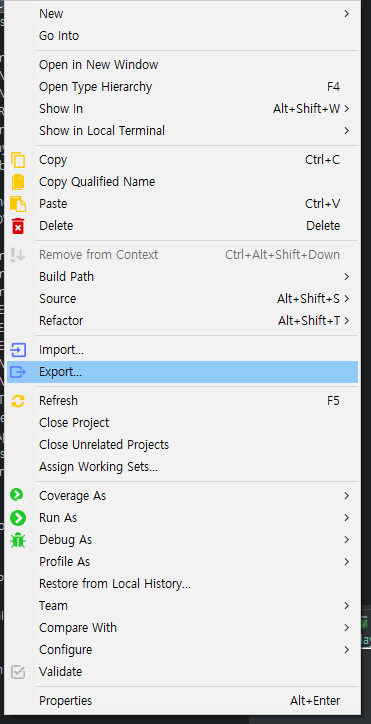 New
Go Into
Open in New Window
Open Type Hierarchy F4
Show In Alt+Shift+W
Show in Local Terminal
Copy Ctrl+C
Copy Qualified Name
Paste Ctrl+V
Delete Delete
Remove from Context Ctrl+Alt+Shift+Down
Build Path
Source Alt+Shift+S
Refactor Alt+Shift+T
Import...
Export...
Refresh F5
Close Project
Close Unrelated Projects
Assign Working Sets...
Coverage As
Run As
Debug As
Profile As
Restore from Local History...
Team
Compare With
Configure
Validate
Properties Alt+Enter